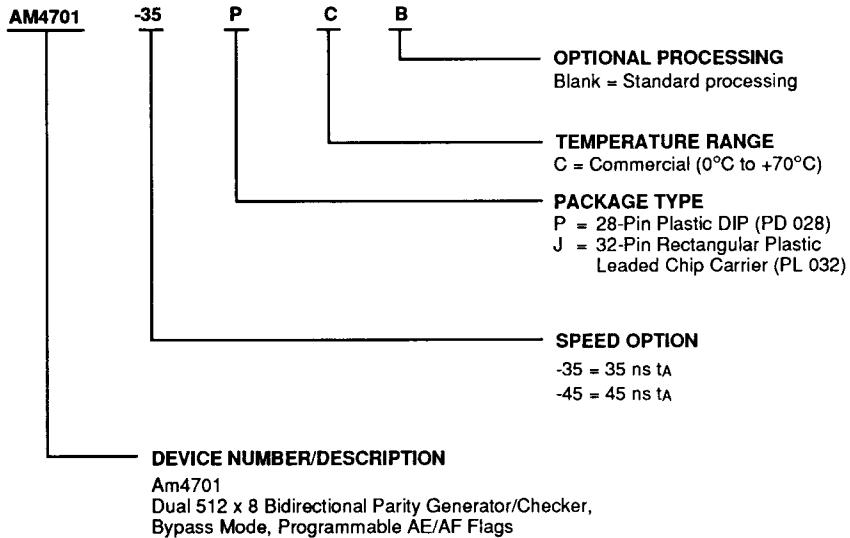 AM4701 -35 P C B
OPTIONAL PROCESSING
Blank = Standard processing
TEMPERATURE RANGE
C = Commercial (0°C to +70°C)
PACKAGE TYPE
P = 28-Pin Plastic DIP (PD 028)
J = 32-Pin Rectangular Plastic
Leaded Chip Carrier (PL 032)
SPEED OPTION
-35 = 35 ns tA
-45 = 45 ns tA
DEVICE NUMBER/DESCRIPTION
Am4701
Dual 512 x 8 Bidirectional Parity Generator/Checker,
Bypass Mode, Programmable AE/AF Flags